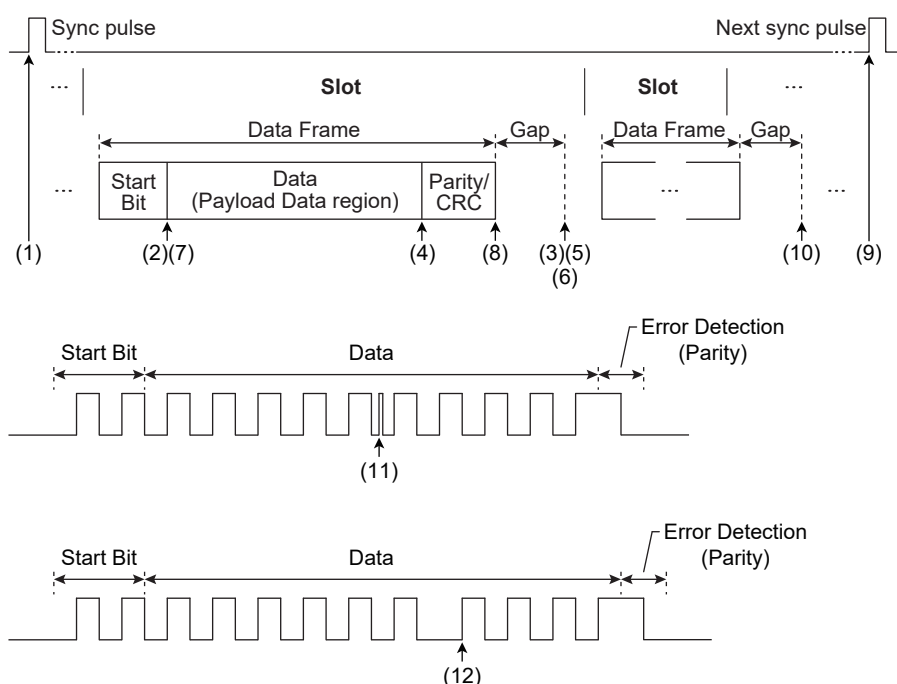 Sync pulse
Next sync pulse
...
Slot
Slot
...
Data Frame
Gap
Data Frame
Gap
...
Start
Bit
Data
(Payload Data region)
Parity/
CRC
...
...
(1)
(2)(7)
(4)
(8)
(3)(5)
(6)
(10)
(9)
Error Detection
(Parity)
Start Bit
Data
(11)
Error Detection
(Parity)
Start Bit
Data
(12)